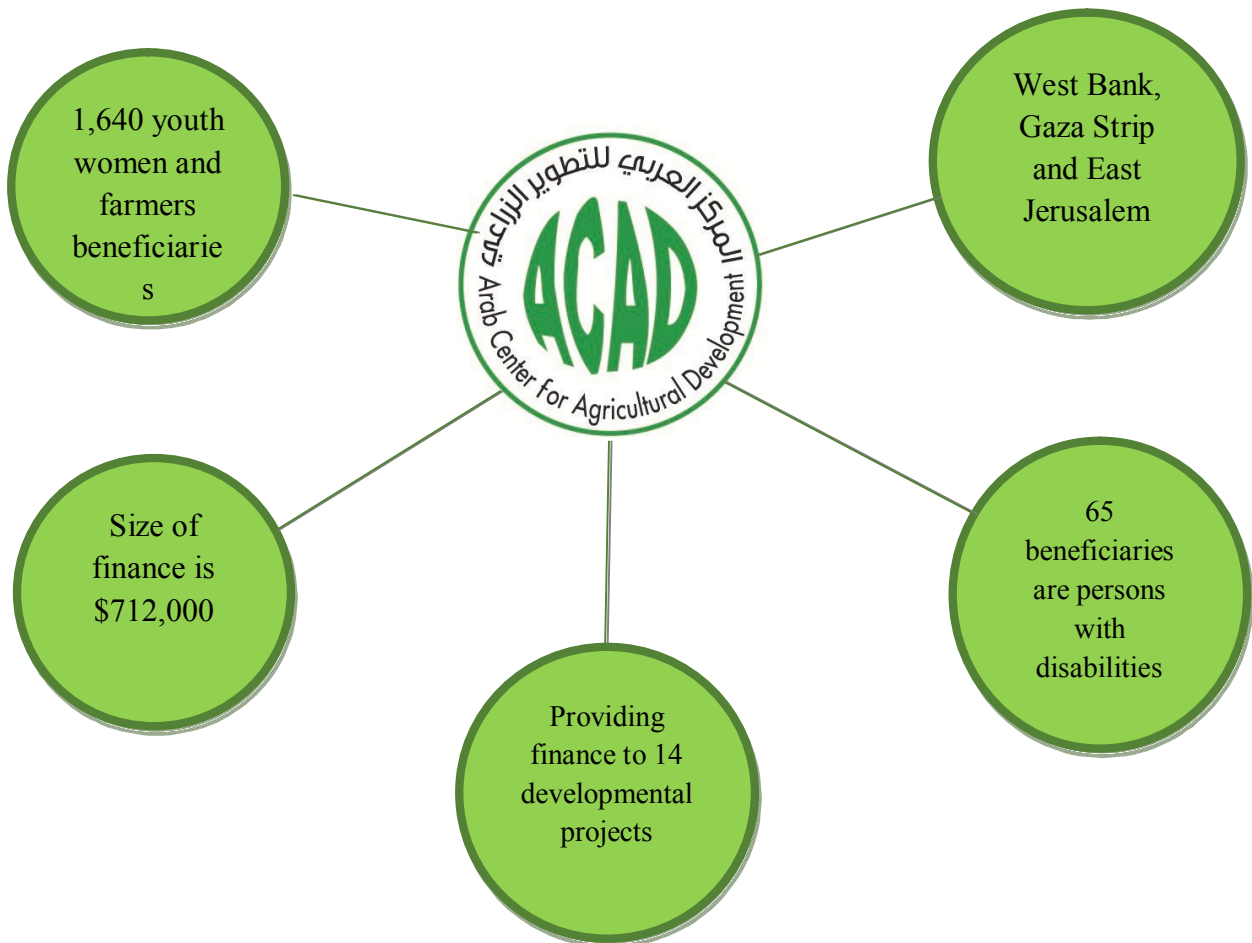 1,640 youth
women and
farmers
beneficiarie
s
المركز العربي للتطوير الزراعي
ACAD
Arab Center for Agricultural Development
West Bank,
Gaza Strip
and East
Jerusalem
Size of
finance is
$712,000
65
beneficiaries
are persons
with
disabilities
Providing
finance to 14
developmental
projects